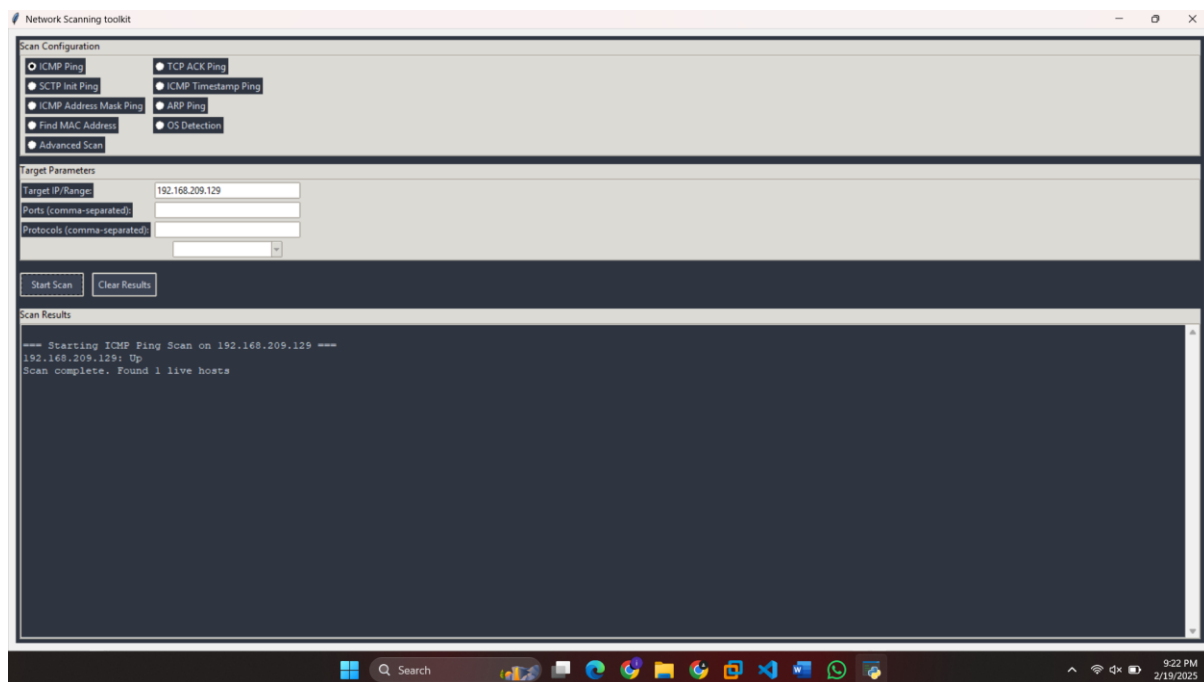 Network Scanning toolkit
Scan Configuration
ICMP Ping TCP ACK Ping
SCTP Init Ping ICMP Timestamp Ping
ICMP Address Mask Ping ARP Ping
Find MAC Address OS Detection
Advanced Scan
Target Parameters
Target IP/Range: 192.168.209.129
Ports (comma-separated):
Protocols (comma-separated):
Start Scan Clear Results
Scan Results
=== Starting ICMP Ping Scan on 192.168.209.129 ===
192.168.209.129: Up
Scan complete. Found 1 live hosts
Search
9:22 PM
2/19/2025